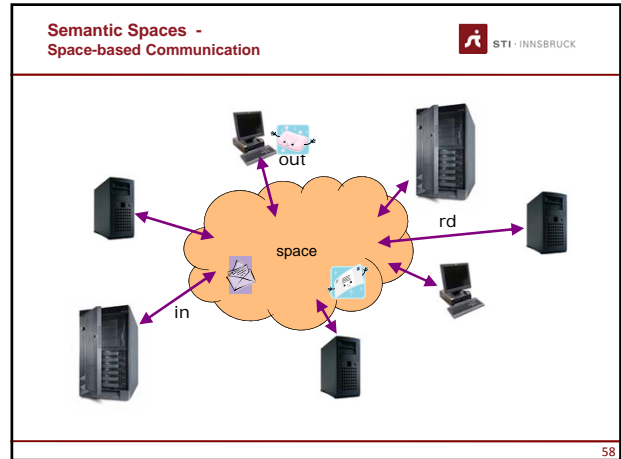 Semantic Spaces -
Space-based Communication
STI · INNSBRUCK
out
rd
space
in
58